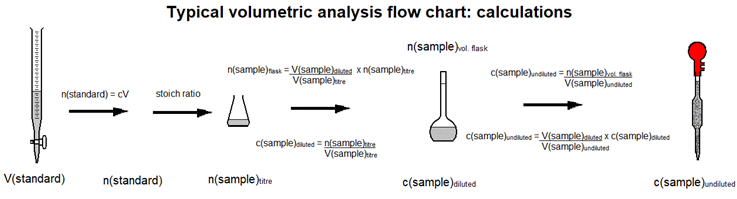 Typical volumetric analysis flow chart: calculations
n(sample)vol. flask
n(sample)flask = V(sample)diluted x n(sample)titre
V(sample)titre
c(sample)undiluted = n(sample)vol. flask
V(sample)undiluted
n(standard) = cV
stoich ratio
c(sample)diluted = n(sample)titre
V(sample)titre
c(sample)undiluted = V(sample)diluted x c(sample)diluted
V(sample)undiluted
V(standard)
n(standard)
n(sample)titre
c(sample)diluted
c(sample)undiluted